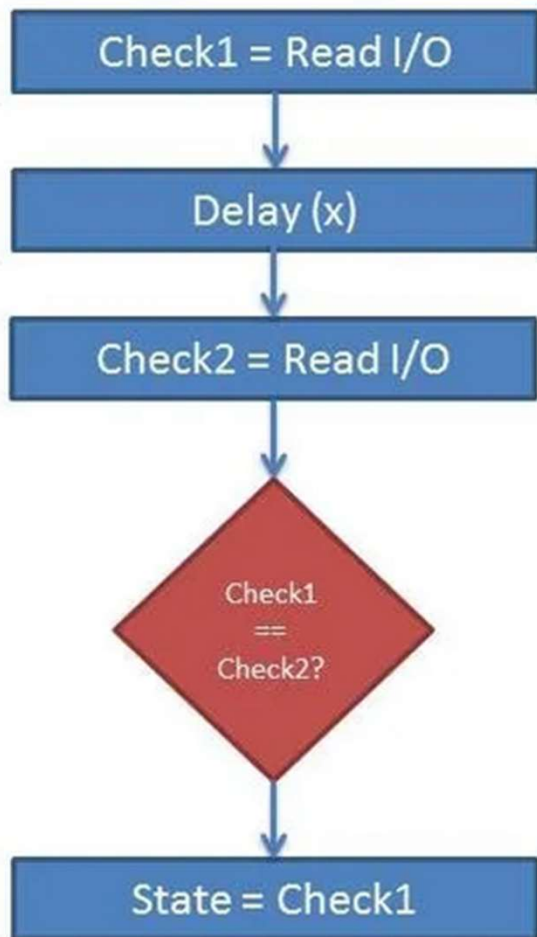 Check1 = Read I/O
Delay (x)
Check2 = Read I/O
Check1
==
Check2?
State = Check1